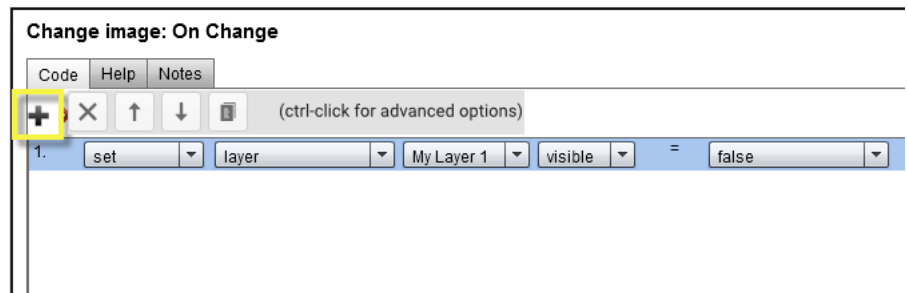 Change image: On Change
Code Help Notes
(ctrl-click for advanced options)
1. set layer My Layer 1 visible = false